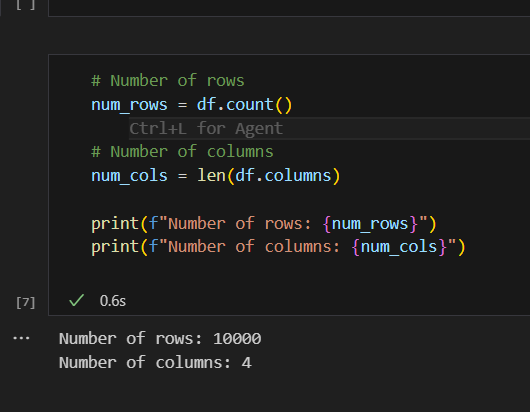 [ ]
# Number of rows
num_rows = df.count()
Ctrl+L for Agent
# Number of columns
num_cols = len(df.columns)
print(f"Number of rows: {num_rows}")
print(f"Number of columns: {num_cols}")
[7]
0.6s
...
Number of rows: 10000
Number of columns: 4